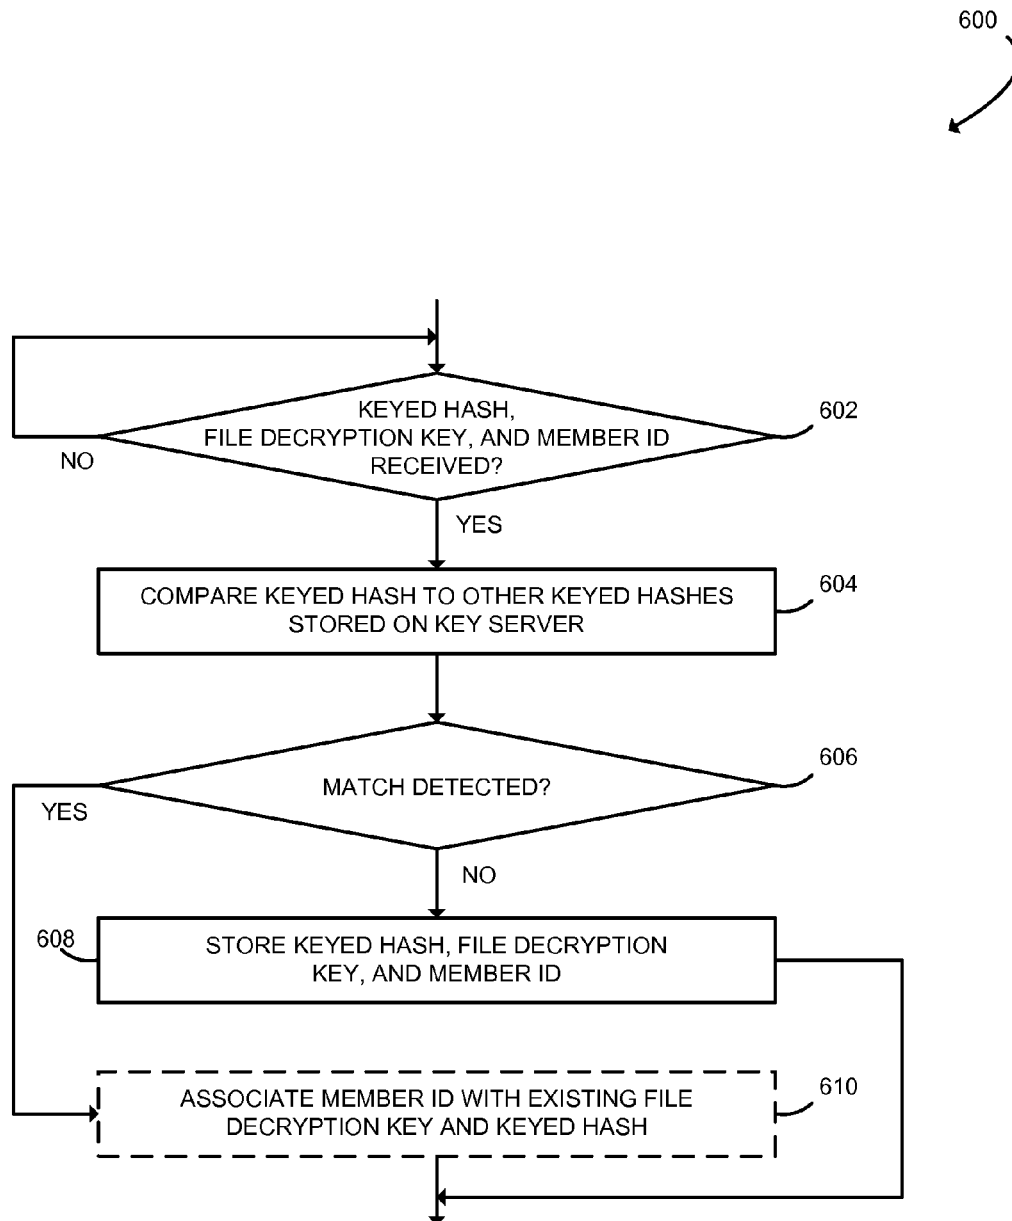 600
KEYED HASH,
FILE DECRYPTION KEY, AND MEMBER ID
RECEIVED?
602
NO
YES
COMPARE KEYED HASH TO OTHER KEYED HASHES
STORED ON KEY SERVER
604
MATCH DETECTED?
606
YES
NO
608
STORE KEYED HASH, FILE DECRYPTION
KEY, AND MEMBER ID
ASSOCIATE MEMBER ID WITH EXISTING FILE
DECRYPTION KEY AND KEYED HASH
610